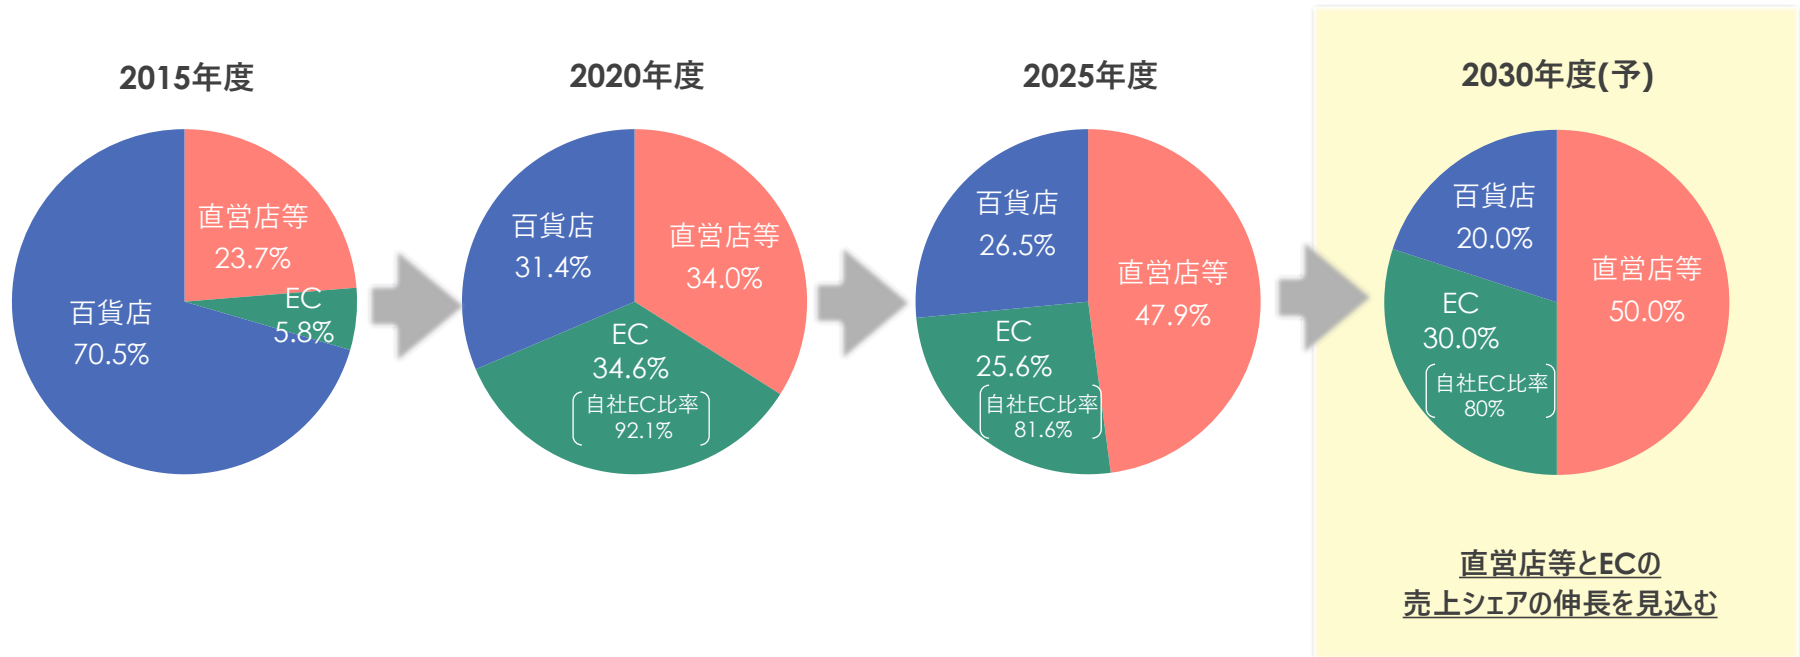 2015年度
直営店等
23.7%
EC
5.8%
百貨店
70.5%
2020年度
百貨店
31.4%
直営店等
34.0%
EC
34.6%
自社EC比率
92.1%
2025年度
百貨店
26.5%
直営店等
47.9%
EC
25.6%
自社EC比率
81.6%
2030年度(予)
百貨店
20.0%
直営店等
50.0%
EC
30.0%
自社EC比率
80%
直営店等とECの
売上シェアの伸長を見込む